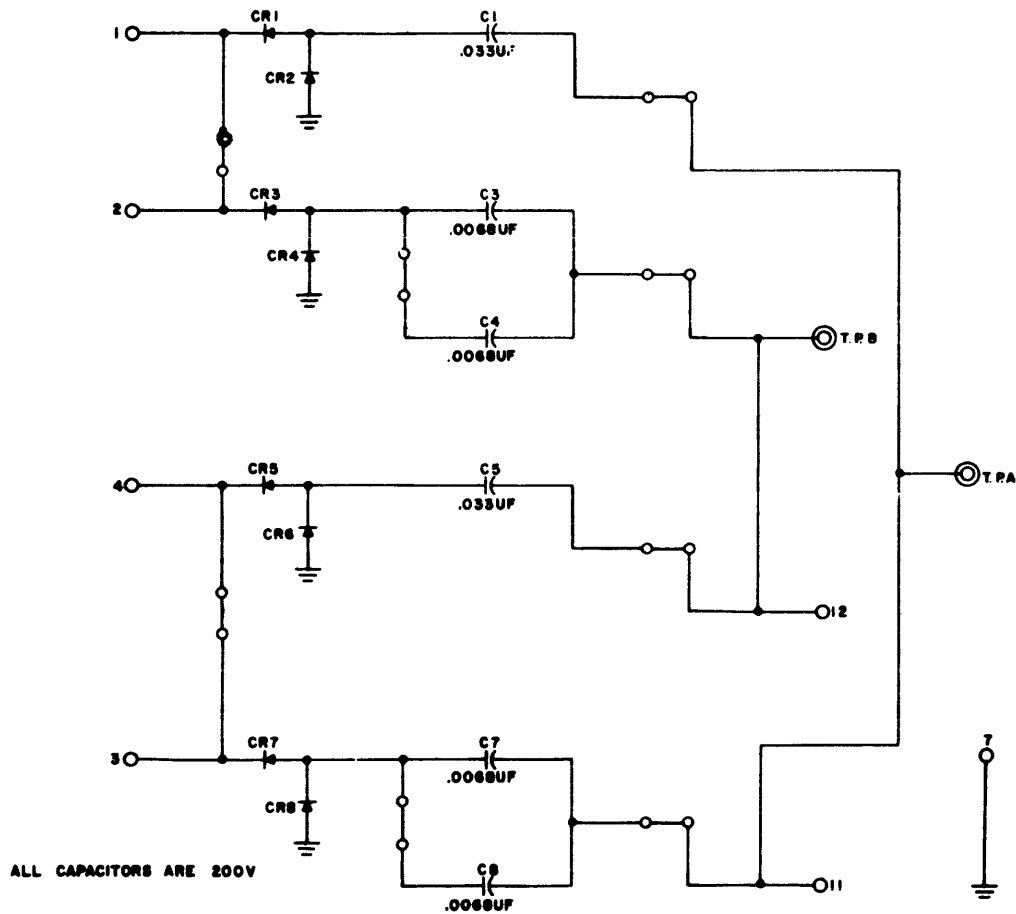 CR1
C1
1
.033UF
CR2
CR3
C3
2
.0068UF
CR4
C4
T.P.B
.0068UF
CR5
C5
T.P.A
4
.033UF
CR6
12
CR7
C7
7
3
.0068UF
CR8
ALL CAPACITORS ARE 200V
C8
11
.0068UF